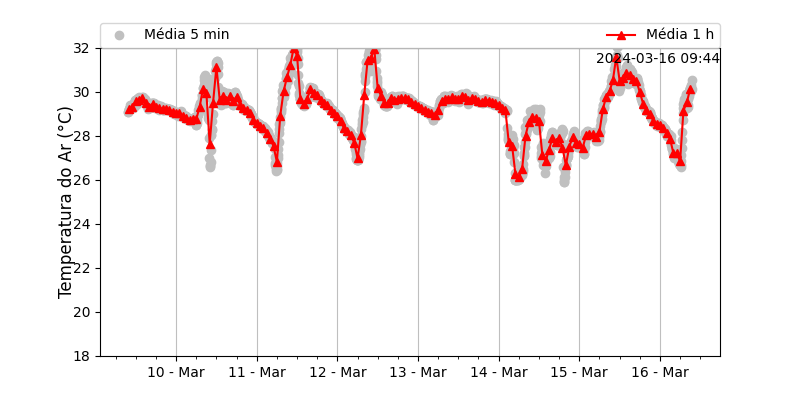 Média 5 min
Média 1 h
2024-03-16 09:44
Temperatura do Ar (°C)
32
30
28
26
24
22
20
18
10 - Mar
11 - Mar
12 - Mar
13 - Mar
14 - Mar
15 - Mar
16 - Mar